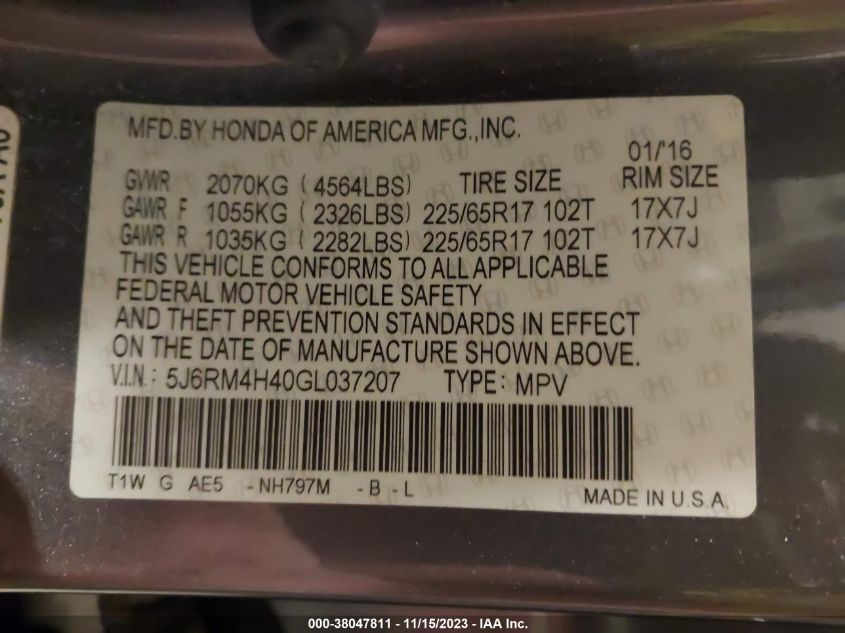 MFD.BY HONDA OF AMERICA MFG.,INC.
01/'16
GVWR 2070KG (4564LBS) TIRE SIZE RIM SIZE
GAWR F 1055KG (2326LBS) 225/65R17 102T 17X7J
GAWR R 1035KG (2282LBS) 225/65R17 102T 17X7J
THIS VEHICLE CONFORMS TO ALL APPLICABLE
FEDERAL MOTOR VEHICLE SAFETY
AND THEFT PREVENTION STANDARDS IN EFFECT
ON THE DATE OF MANUFACTURE SHOWN ABOVE.
V.I.N.: 5J6RM4H40GL037207 TYPE: MPV
T1W G AE5 -NH797M -B-L
MADE IN U.S.A.
000-38047811 - 11/15/2023 - IAA Inc.